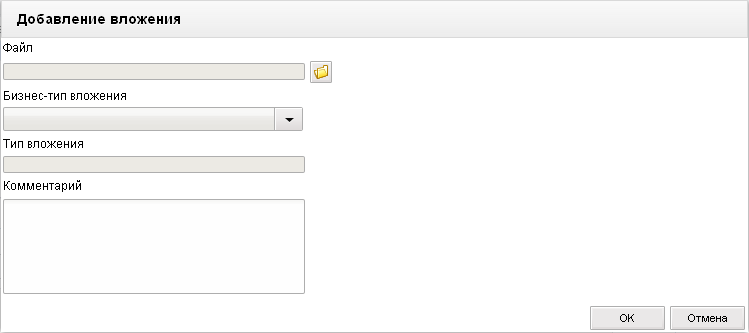 Добавление вложения
Файл
Бизнес-тип вложения
Тип вложения
Комментарий
OK
Отмена